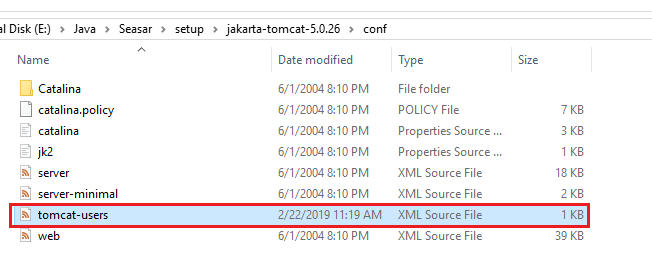 al Disk (E:) > Java > Seasar > setup > jakarta-tomcat-5.0.26 > conf
Name Date modified Type Size
Catalina 6/1/2004 8:10 PM File folder
catalina.policy 6/1/2004 8:10 PM POLICY File 7 KB
catalina 6/1/2004 8:10 PM Properties Source ... 3 KB
jk2 6/1/2004 8:10 PM Properties Source ... 2 KB
server 6/1/2004 8:10 PM XML Source File 18 KB
server-minimal 6/1/2004 8:10 PM XML Source File 2 KB
tomcat-users 2/22/2019 11:19 AM XML Source File 1 KB
web 6/1/2004 8:10 PM XML Source File 39 KB